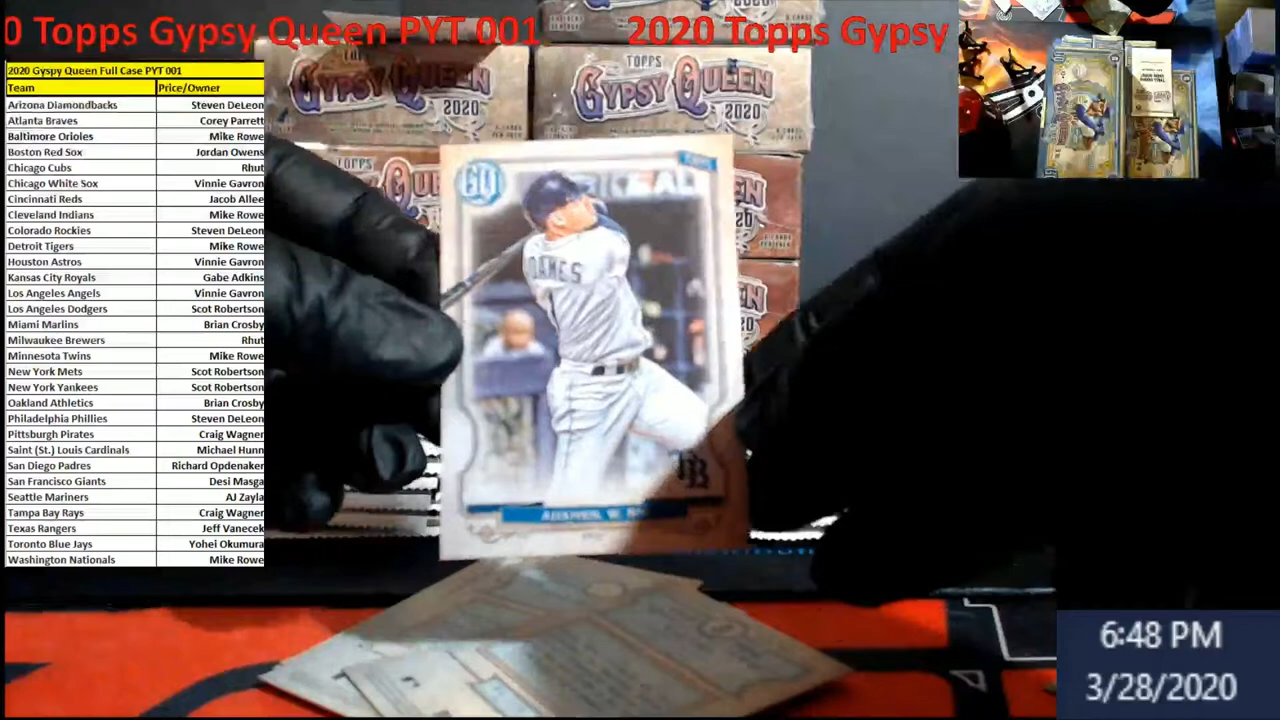 0 Topps Gypsy Queen PYT 001 2020 Topps Gypsy
2020 Gyspy Queen Full Case PYT 001
Team Price/Owner
Arizona Diamondbacks Steven DeLeon
Atlanta Braves Corey Parrett
Baltimore Orioles Mike Rowe
Boston Red Sox Jordan Owens
Chicago Cubs Rhut
Chicago White Sox Vinnie Gavron
Cincinnati Reds Jacob Allee
Cleveland Indians Mike Rowe
Colorado Rockies Steven DeLeon
Detroit Tigers Mike Rowe
Houston Astros Vinnie Gavron
Kansas City Royals Gabe Adkins
Los Angeles Angels Vinnie Gavron
Los Angeles Dodgers Scot Robertson
Miami Marlins Brian Crosby
Milwaukee Brewers Rhut
Minnesota Twins Mike Rowe
New York Mets Scot Robertson
New York Yankees Scot Robertson
Oakland Athletics Brian Crosby
Philadelphia Phillies Steven DeLeon
Pittsburgh Pirates Craig Wagner
Saint (St.) Louis Cardinals Michael Hunn
San Diego Padres Richard Opdenaker
San Francisco Giants Desi Masga
Seattle Mariners AJ Zayla
Tampa Bay Rays Craig Wagner
Texas Rangers Jeff Vanecek
Toronto Blue Jays Yohei Okumura
Washington Nationals Mike Rowe
GYPSY QUEEN
2020
TOPPS
GYPSY QUEEN
2020
TOPPS
GQ
TB
6:48 PM
3/28/2020